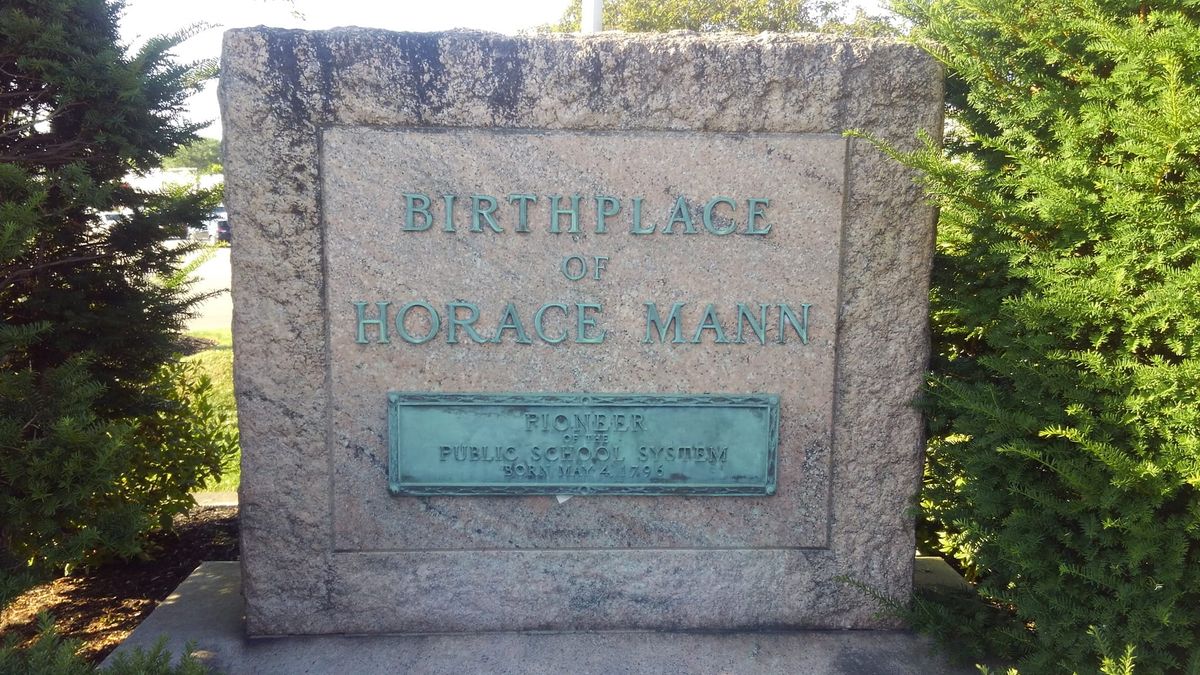 BIRTHPLACE
OF
HORACE MANN
PIONEER
OF THE
PUBLIC SCHOOL SYSTEM
BORN MAY 4, 1796